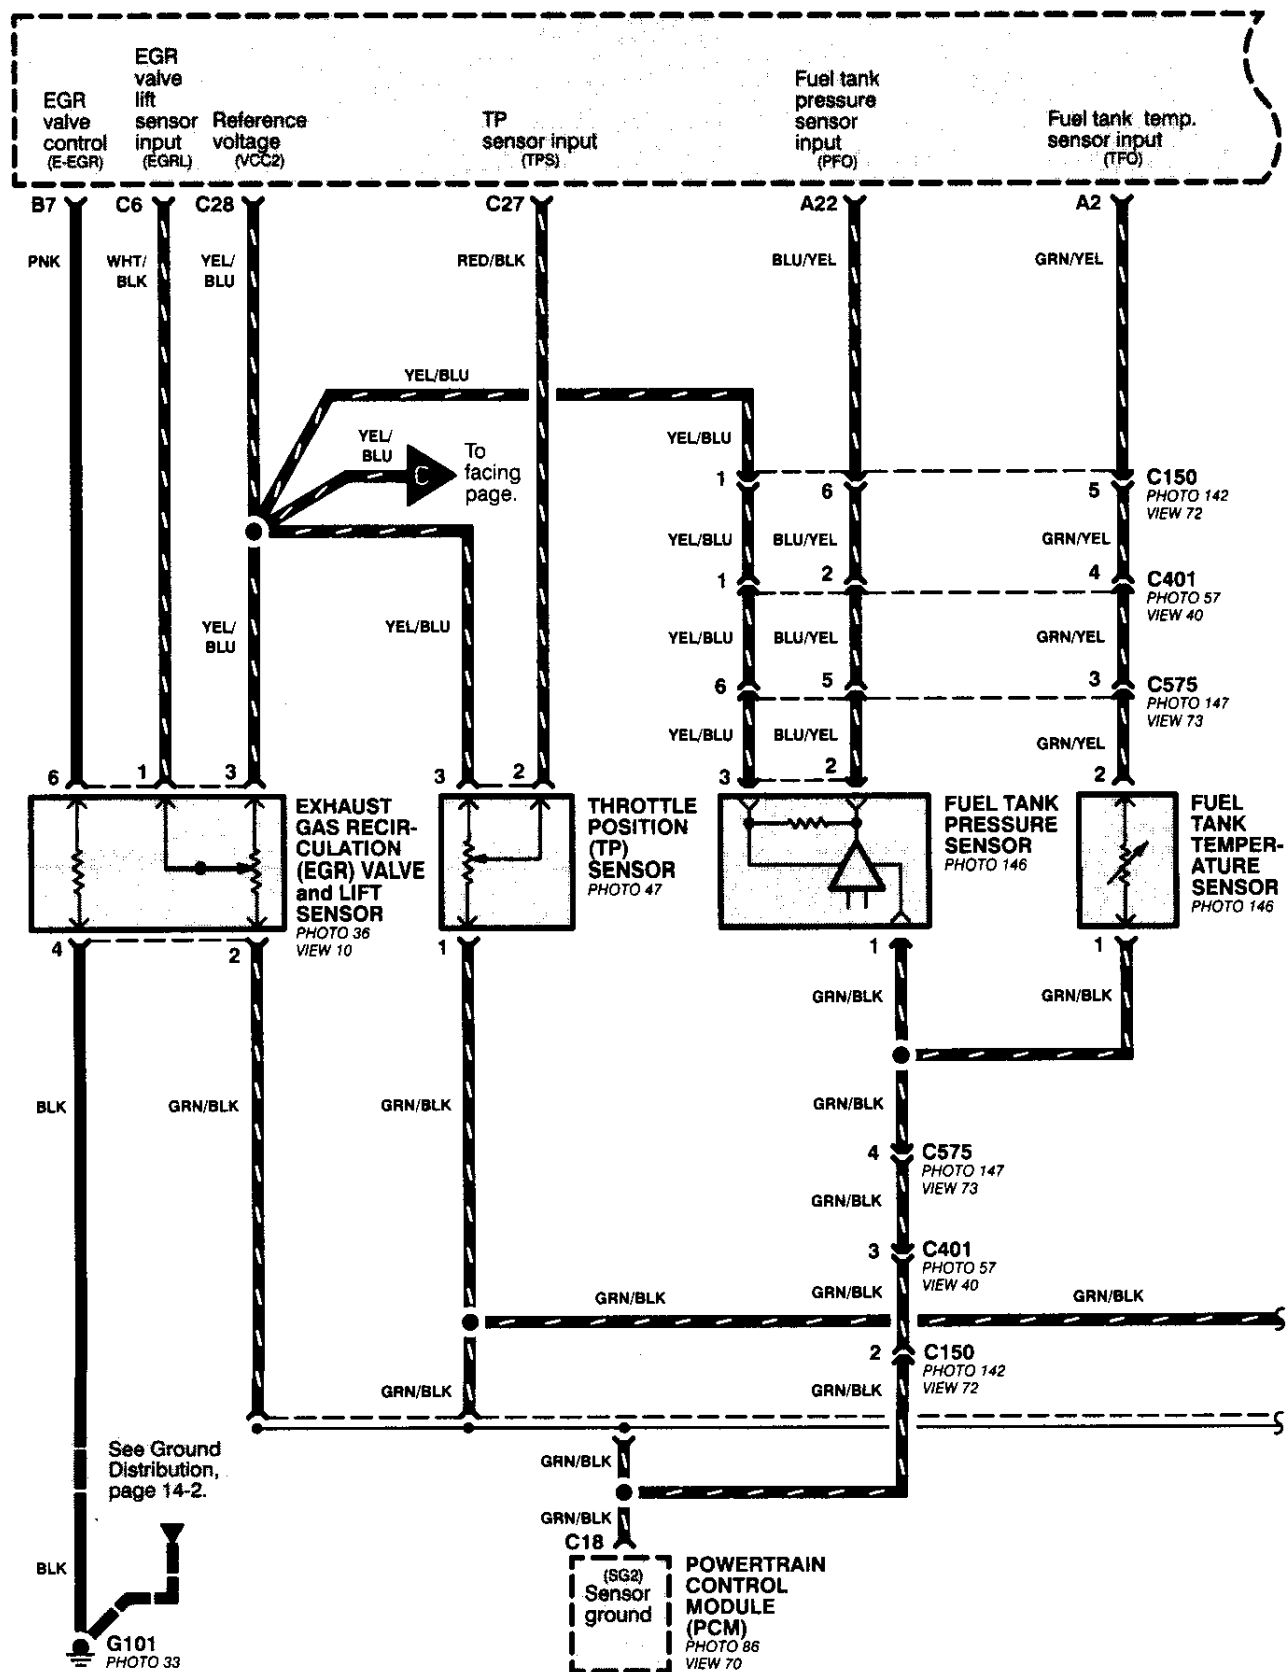 EGR
valve
control
(E-EGR)
EGR
valve
lift
sensor
input
(EGRL)
Reference
voltage
(VCC2)
TP
sensor input
(TPS)
Fuel tank
pressure
sensor
input
(PFO)
Fuel tank temp.
sensor input
(TFO)
B7 C6 C28 C27 A22 A2
PNK
WHT/
BLK
YEL/
BLU
RED/BLK
BLU/YEL
GRN/YEL
YEL/BLU
YEL/
BLU
C
To
facing
page.
YEL/BLU
1 6 5
C150
PHOTO 142
VIEW 72
YEL/BLU BLU/YEL GRN/YEL
1 2 4
C401
PHOTO 57
VIEW 40
YEL/
BLU
YEL/BLU
YEL/BLU BLU/YEL GRN/YEL
6 5 3
C575
PHOTO 147
VIEW 73
YEL/BLU BLU/YEL GRN/YEL
6 1 3 3 2 3 2 2
EXHAUST
GAS RECIR-
CULATION
(EGR) VALVE
and LIFT
SENSOR
PHOTO 36
VIEW 10
THROTTLE
POSITION
(TP)
SENSOR
PHOTO 47
FUEL TANK
PRESSURE
SENSOR
PHOTO 146
FUEL
TANK
TEMPER-
ATURE
SENSOR
PHOTO 146
4 2 1 1 1
GRN/BLK GRN/BLK
BLK GRN/BLK GRN/BLK GRN/BLK
4 C575
PHOTO 147
VIEW 73
GRN/BLK
3 C401
PHOTO 57
VIEW 40
GRN/BLK GRN/BLK GRN/BLK
2 C150
PHOTO 142
VIEW 72
GRN/BLK GRN/BLK
See Ground
Distribution,
page 14-2.
GRN/BLK
GRN/BLK
C18
BLK
(SG2)
Sensor
ground
POWERTRAIN
CONTROL
MODULE
(PCM)
PHOTO 86
VIEW 70
G101
PHOTO 33